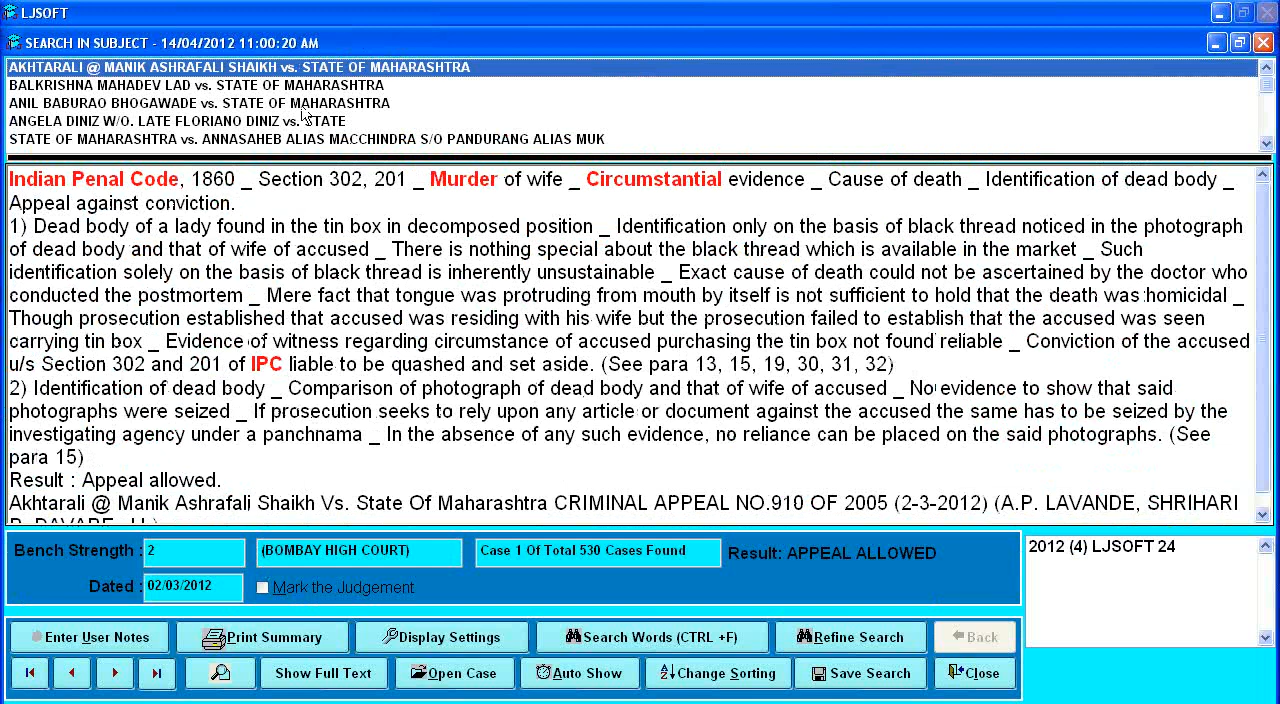 LJSOFT
SEARCH IN SUBJECT - 14/04/2012 11:00:20 AM
AKHTARALI @ MANIK ASHRAFALI SHAIKH vs. STATE OF MAHARASHTRA
BALKRISHNA MAHADEV LAD vs. STATE OF MAHARASHTRA
ANIL BABURAO BHOGAWADE vs. STATE OF MAHARASHTRA
ANGELA DINIZ W/O. LATE FLORIANO DINIZ vs. STATE
STATE OF MAHARASHTRA vs. ANNASAHEB ALIAS MACCHINDRA S/O PANDURANG ALIAS MUK
Indian Penal Code, 1860 _ Section 302, 201 _ Murder of wife _ Circumstantial evidence _ Cause of death _ Identification of dead body _
Appeal against conviction.
1) Dead body of a lady found in the tin box in decomposed position _ Identification only on the basis of black thread noticed in the photograph
of dead body and that of wife of accused _ There is nothing special about the black thread which is available in the market _ Such
identification solely on the basis of black thread is inherently unsustainable _ Exact cause of death could not be ascertained by the doctor who
conducted the postmortem _ Mere fact that tongue was protruding from mouth by itself is not sufficient to hold that the death was homicidal _
Though prosecution established that accused was residing with his wife but the prosecution failed to establish that the accused was seen
carrying tin box _ Evidence of witness regarding circumstance of accused purchasing the tin box not found reliable _ Conviction of the accused
u/s Section 302 and 201 of IPC liable to be quashed and set aside. (See para 13, 15, 19, 30, 31, 32)
2) Identification of dead body _ Comparison of photograph of dead body and that of wife of accused _ No evidence to show that said
photographs were seized _ If prosecution seeks to rely upon any article or document against the accused the same has to be seized by the
investigating agency under a panchnama _ In the absence of any such evidence, no reliance can be placed on the said photographs. (See
para 15)
Result : Appeal allowed.
Akhtarali @ Manik Ashrafali Shaikh Vs. State Of Maharashtra CRIMINAL APPEAL NO.910 OF 2005 (2-3-2012) (A.P. LAVANDE, SHRIHARI
Bench Strength : 2 (BOMBAY HIGH COURT) Case 1 Of Total 530 Cases Found Result: APPEAL ALLOWED
2012 (4) LJSOFT 24
Dated : 02/03/2012 Mark the Judgement
Enter User Notes Print Summary Display Settings Search Words (CTRL +F) Refine Search Back
Show Full Text Open Case Auto Show Change Sorting Save Search Close